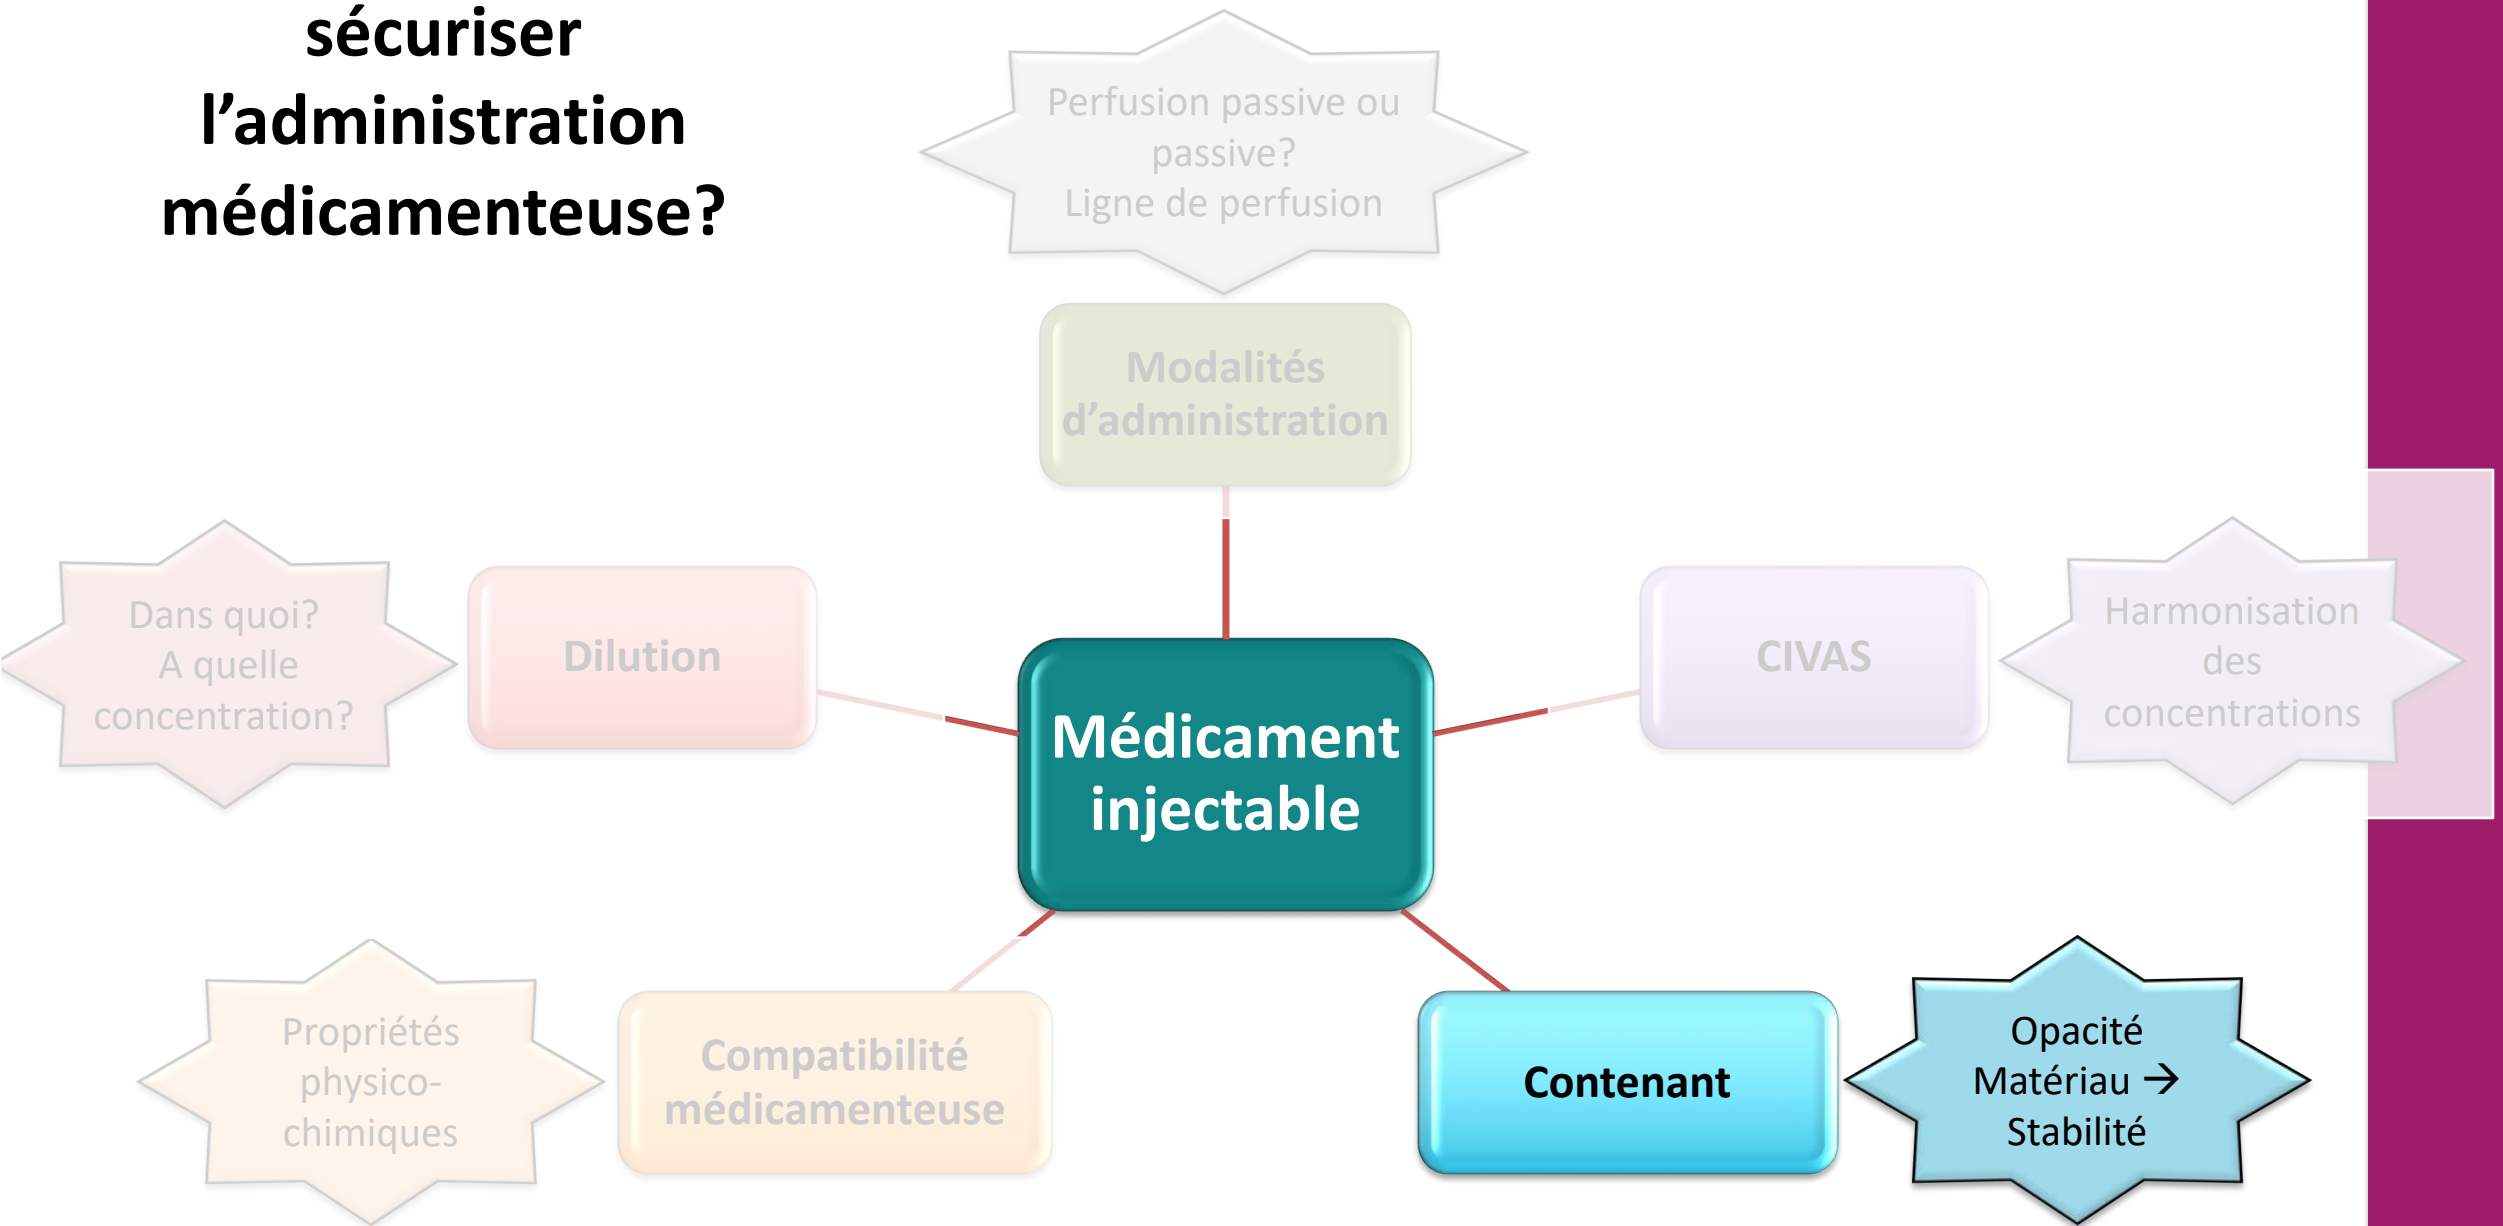 sécuriser
l’administration
médicamenteuse?
Perfusion passive ou
passive?
Ligne de perfusion
Modalités
d’administration
Dans quoi?
A quelle
concentration?
Dilution
CIVAS
Harmonisation
des
concentrations
Médicament
injectable
Propriétés
physico-
chimiques
Compatibilité
médicamenteuse
Contenant
Opacité
Matériau →
Stabilité